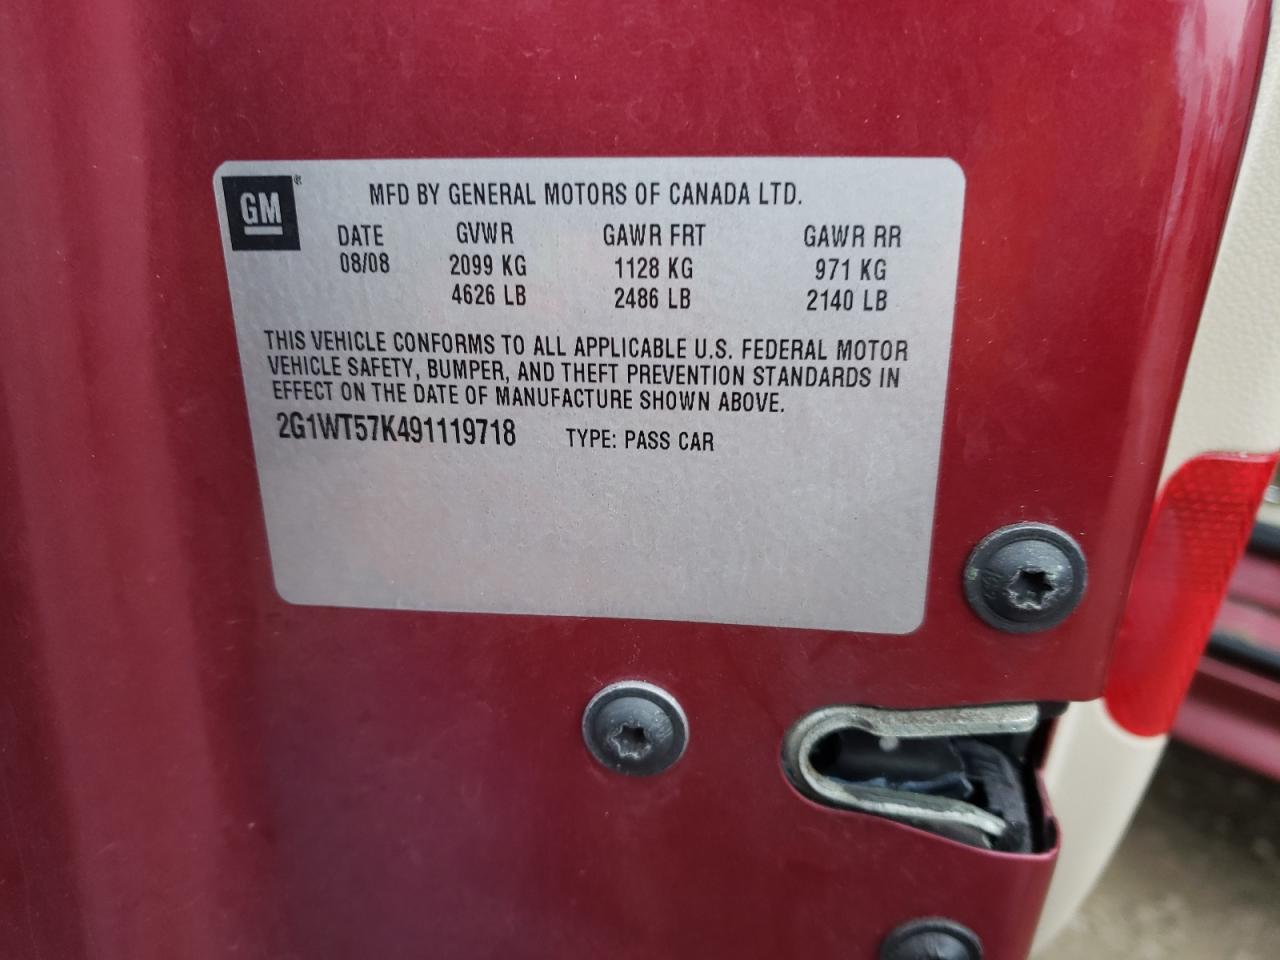 GM ®
MFD BY GENERAL MOTORS OF CANADA LTD.
DATE GVWR GAWR FRT GAWR RR
08/08 2099 KG 1128 KG 971 KG
4626 LB 2486 LB 2140 LB
THIS VEHICLE CONFORMS TO ALL APPLICABLE U.S. FEDERAL MOTOR
VEHICLE SAFETY, BUMPER, AND THEFT PREVENTION STANDARDS IN
EFFECT ON THE DATE OF MANUFACTURE SHOWN ABOVE.
2G1WT57K491119718 TYPE: PASS CAR